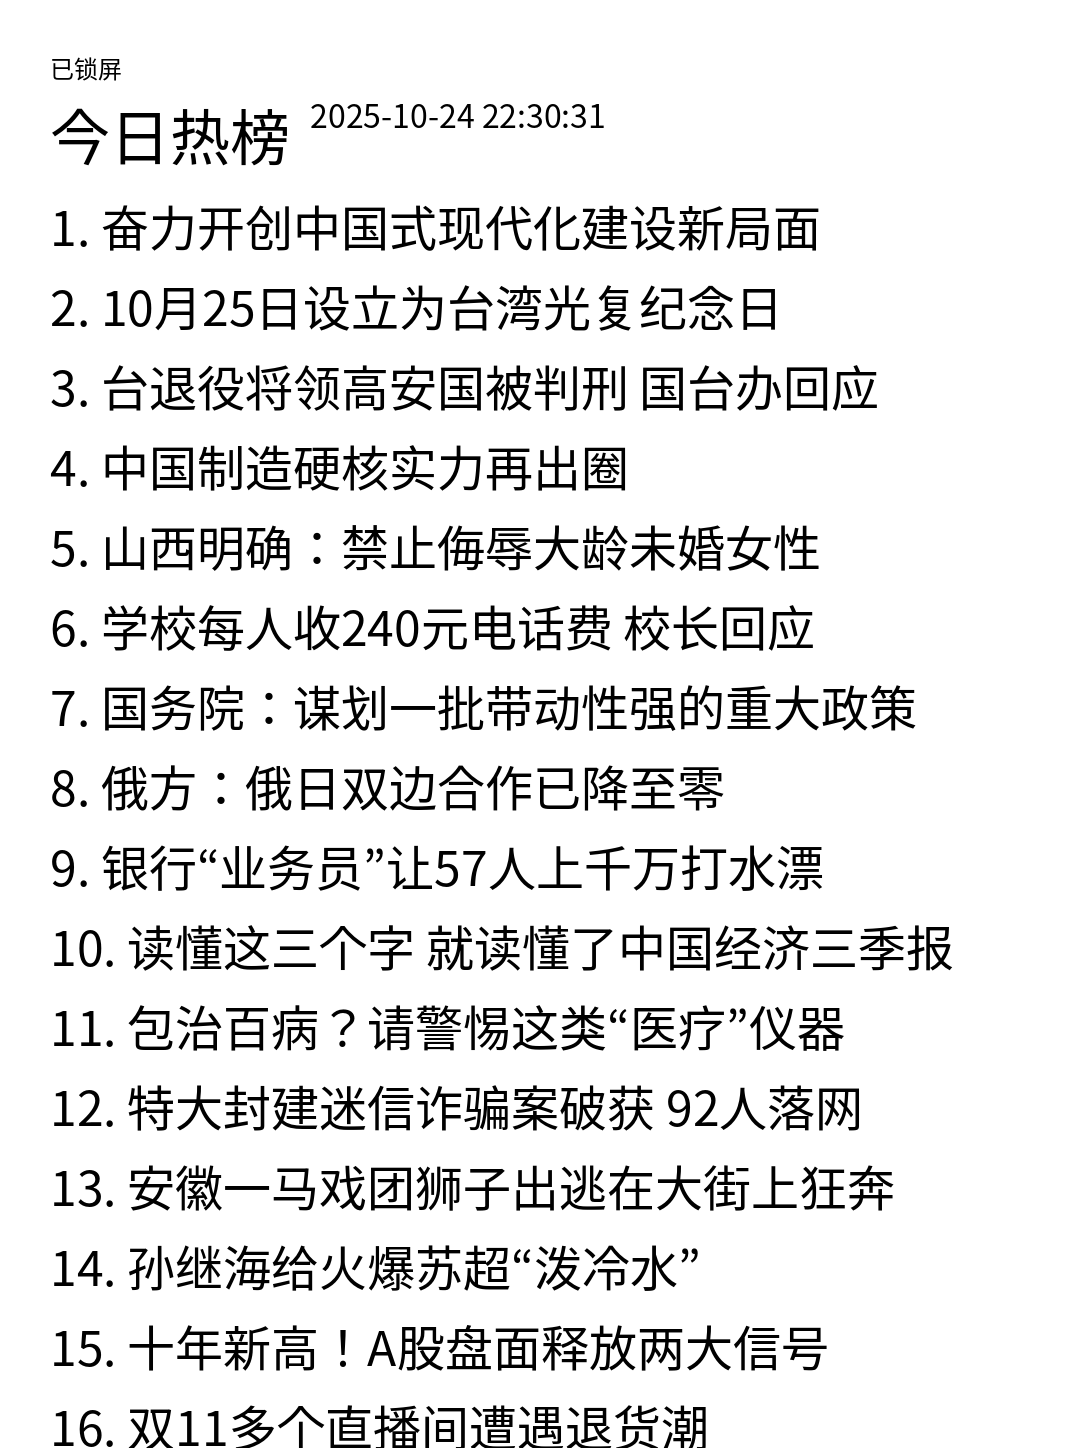 已锁屏
今日热榜 2025-10-24 22:30:31
1. 奋力开创中国式现代化建设新局面
2. 10月25日设立为台湾光复纪念日
3. 台退役将领高安国被判刑 国台办回应
4. 中国制造硬核实力再出圈
5. 山西明确：禁止侮辱大龄未婚女性
6. 学校每人收240元电话费 校长回应
7. 国务院：谋划一批带动性强的重大政策
8. 俄方：俄日双边合作已降至零
9. 银行“业务员”让57人上千万打水漂
10. 读懂这三个字 就读懂了中国经济三季报
11. 包治百病？请警惕这类“医疗”仪器
12. 特大封建迷信诈骗案破获 92人落网
13. 安徽一马戏团狮子出逃在大街上狂奔
14. 孙继海给火爆苏超“泼冷水”
15. 十年新高！A股盘面释放两大信号
16. 双11多个直播间遭遇退货潮